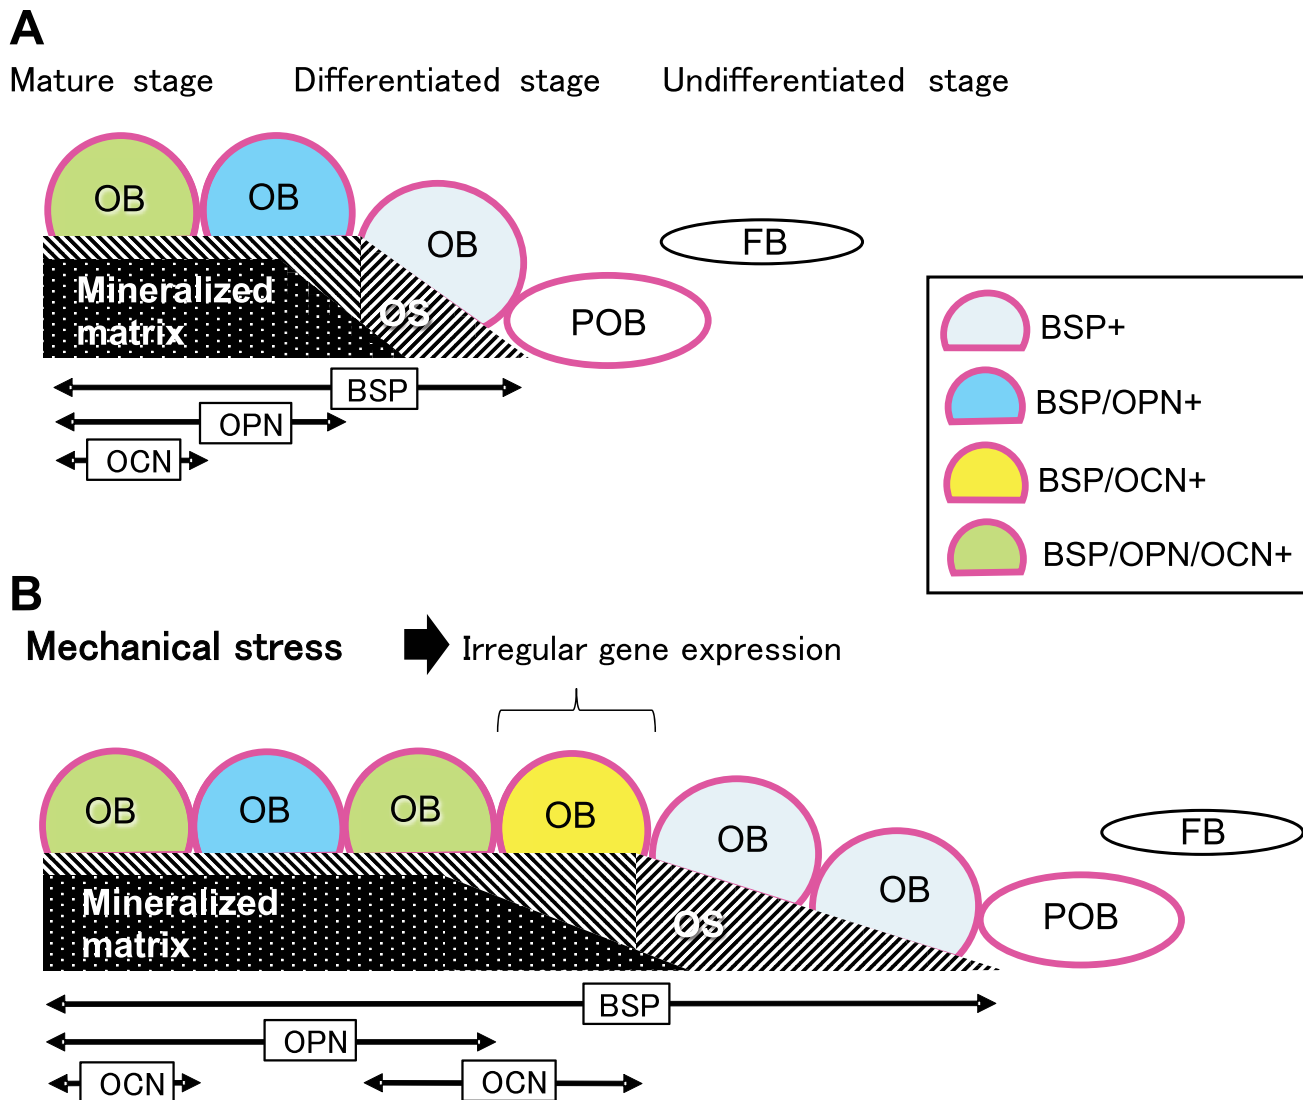 A
Mature stage Differentiated stage Undifferentiated stage
OB OB OB FB
POB
Mineralized
matrix
OS
BSP
OPN
OCN
BSP+
BSP/OPN+
BSP/OCN+
BSP/OPN/OCN+
B
Mechanical stress Irregular gene expression
OB OB OB OB OB OB FB
POB
Mineralized
matrix
OS
BSP
OPN
OCN OCN